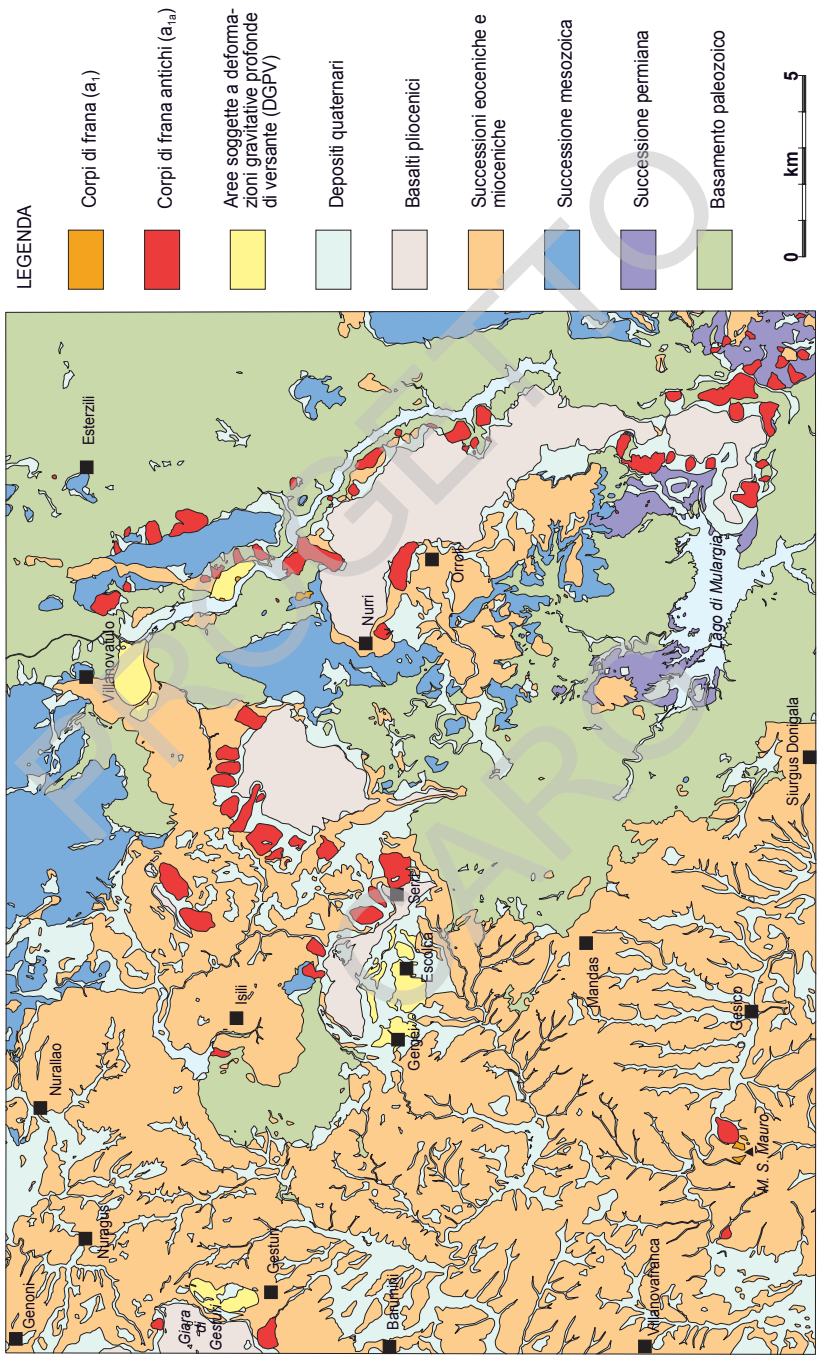 LEGENDA
Corpi di frana (a1)
Corpi di frana antichi (a1a)
Aree soggette a deforma-
zioni gravitative profonde
di versante (DGPV)
Depositi quaternari
Basalti pliocenici
Successioni eoceniche e
mioceniche
Successione mesozoica
Successione permiana
Basamento paleozoico
0
km
5
Genoni
Nuragus
Nurallao
Villanovatulo
Esterzili
Giara
di
Gesturi
Gesturi
Isili
Barumini
Gergei
Escolca
Serri
Nurri
Orroli
Villanovafranca
Mandas
M. S. Mauro
Gesico
Siurgus Donigala
Lago di Mulargia
PROGETTO
CARG